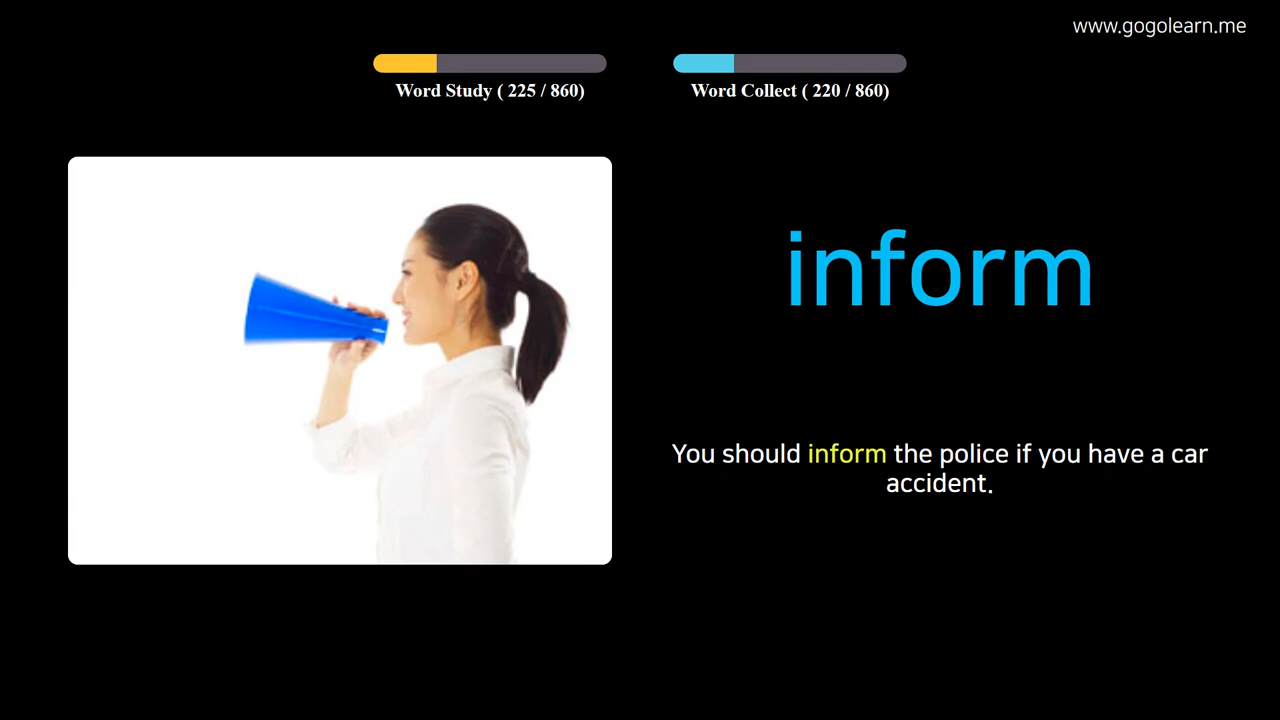 www.gogolearn.me
Word Study ( 225 / 860)
Word Collect ( 220 / 860)
inform
You should inform the police if you have a car
accident.